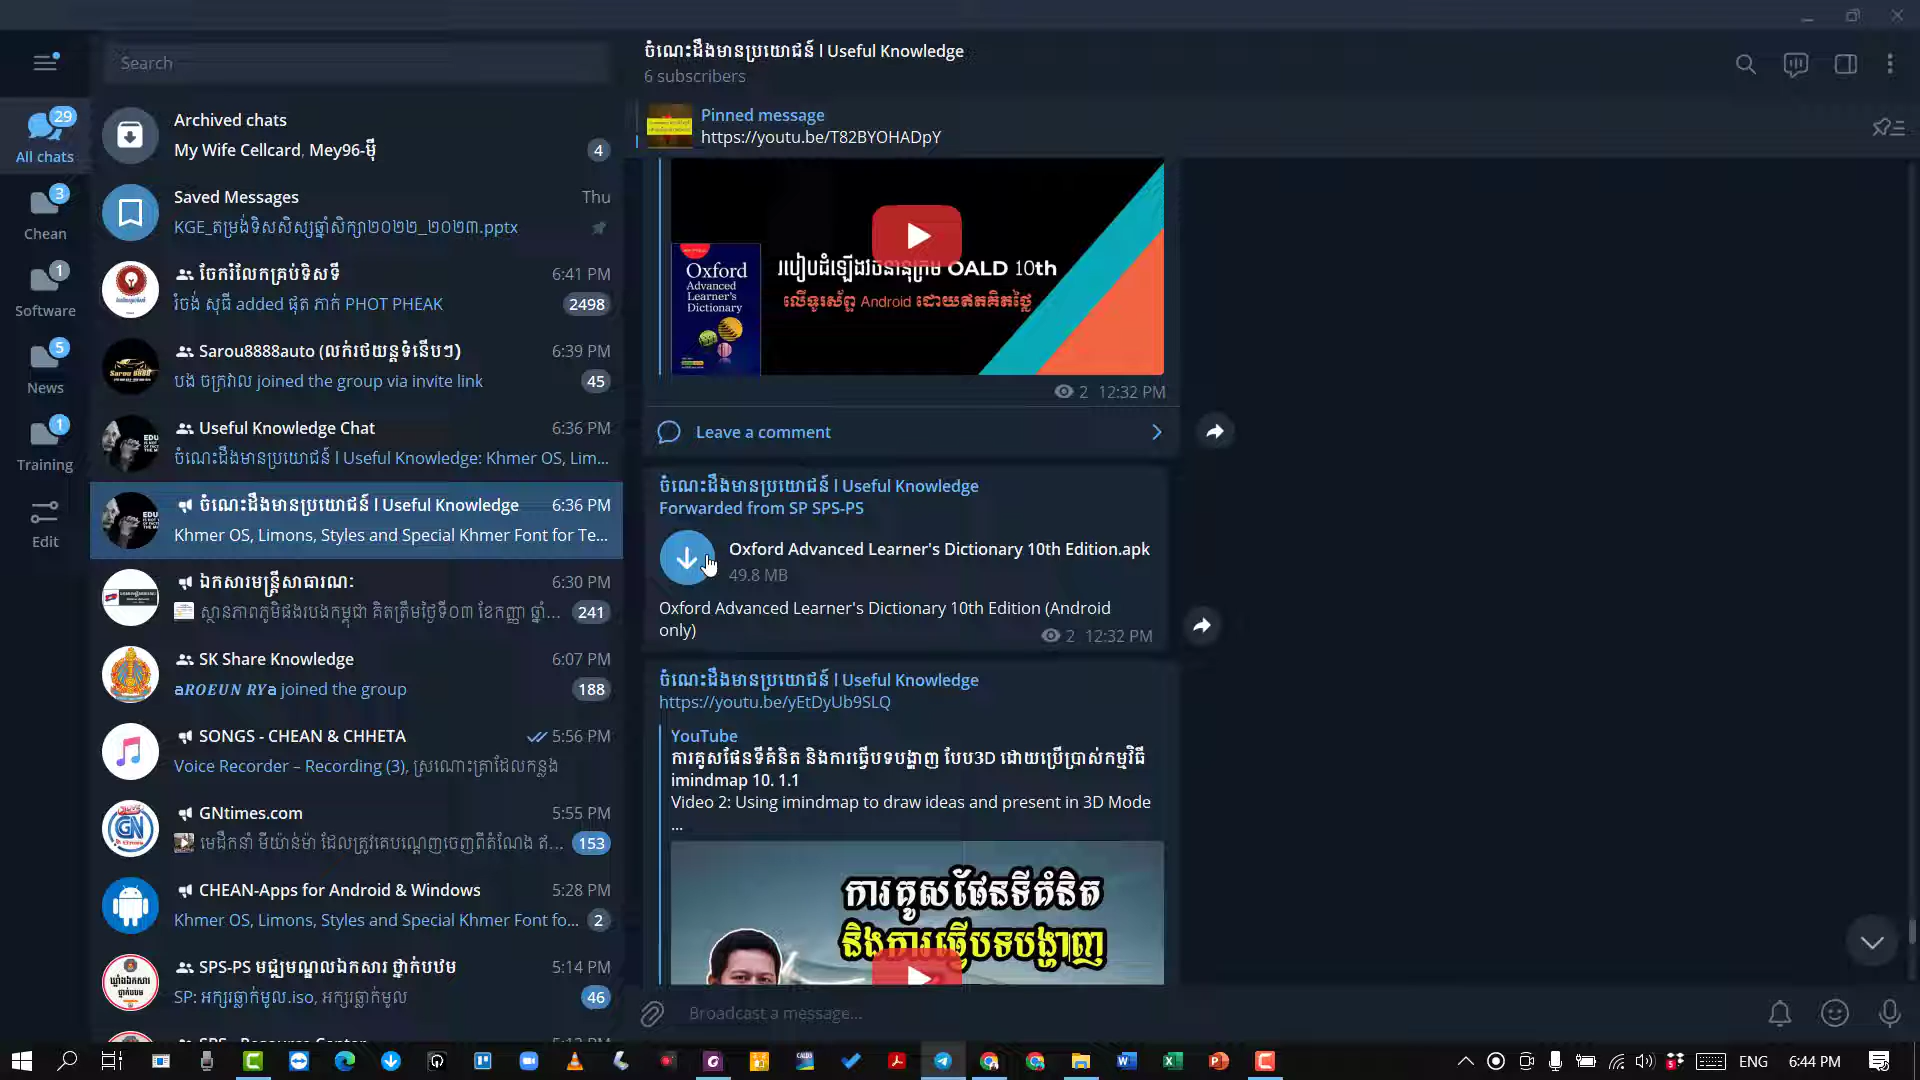 Search
ចំណេះដឹងមានប្រយោជន៍ l Useful Knowledge
6 subscribers
Pinned message
https://youtu.be/T82BYOHADpY
29
All chats
3
Chean
1
Software
5
News
1
Training
Edit
Archived chats
My Wife Cellcard, Mey96-ម៉ី
4
Saved Messages
Thu
KGE_តម្រង់ទិសសិស្សឆ្នាំសិក្សា២០២២_២០២៣.pptx
ចែករំលែកគ្រប់ទិសទី
6:41 PM
រំចង់ សុធី added ផុត ភាក់ PHOT PHEAK
2498
Sarou8888auto (លក់រថយន្តទំនើបៗ)
6:39 PM
បង ចក្រវាល joined the group via invite link
45
Useful Knowledge Chat
6:36 PM
ចំណេះដឹងមានប្រយោជន៍ l Useful Knowledge: Khmer OS, Lim...
ចំណេះដឹងមានប្រយោជន៍ l Useful Knowledge
6:36 PM
Khmer OS, Limons, Styles and Special Khmer Font for Te...
ឯកសារមន្ត្រីសាធារណៈ
6:30 PM
ស្ថានភាពភូមិផងរបងកម្ពុជា គិតត្រឹមថ្ងៃទី០៣ ខែកញ្ញា ឆ្នាំ...
241
SK Share Knowledge
6:07 PM
aROEUN RYa joined the group
188
SONGS - CHEAN & CHHETA
5:56 PM
Voice Recorder – Recording (3), ស្រណោះគ្រាដែលកន្លង
GNtimes.com
5:55 PM
មេដឹកនាំ មីយ៉ាន់ម៉ា ដែលត្រូវគេបណ្តេញចេញពីតំណែង ឥ...
153
CHEAN-Apps for Android & Windows
5:28 PM
Khmer OS, Limons, Styles and Special Khmer Font fo...
2
SPS-PS មជ្ឈមណ្ឌលឯកសារ ថ្នាក់បឋម
5:14 PM
SP: អក្សរឆ្លាក់មូល.iso, អក្សរឆ្លាក់មូល
46
Oxford
Advanced
Learner's
Dictionary
របៀបដំឡើងវចនានុក្រម OALD 10th
លើទូរស័ព្ទ Android ដោយឥតគិតថ្លៃ
2 12:32 PM
Leave a comment
ចំណេះដឹងមានប្រយោជន៍ l Useful Knowledge
Forwarded from SP SPS-PS
Oxford Advanced Learner's Dictionary 10th Edition.apk
49.8 MB
Oxford Advanced Learner's Dictionary 10th Edition (Android
only)
2 12:32 PM
ចំណេះដឹងមានប្រយោជន៍ l Useful Knowledge
https://youtu.be/yEtDyUb9SLQ
YouTube
ការគូសផែនទីគំនិត និងការធ្វើបទបង្ហាញ បែប3D ដោយប្រើប្រាស់កម្មវិធី
imindmap 10. 1.1
Video 2: Using imindmap to draw ideas and present in 3D Mode
...
ការគូសផែនទីគំនិត
និងការធ្វើបទបង្ហាញ
Broadcast a message...
ENG
6:44 PM